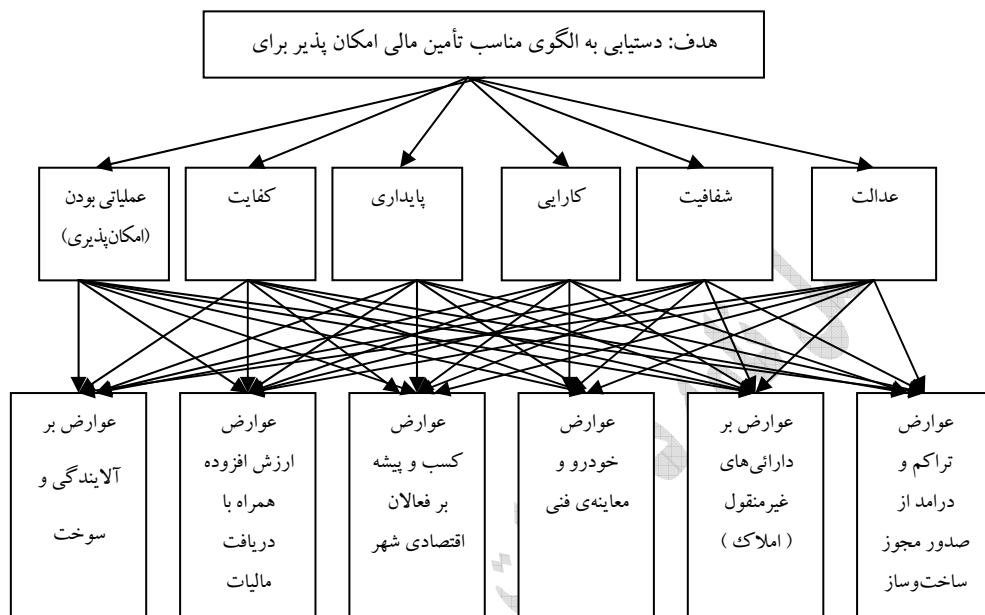 هدف: دستیابی به الگوی مناسب تأمین مالی امکان پذیر برای
عدالت
شفافیت
کارایی
پایداری
کفایت
عملیاتی بودن
(امکان‌پذیری)
عوارض
تراکم و
درامد از
صدور مجوز
ساخت‌وساز
عوارض بر
دارائی‌های
غیرمنقول
( املاک )
عوارض
خودرو و
معاینه‌ی فنی
عوارض
کسب و پیشه
بر فعالان
اقتصادی شهر
عوارض
ارزش افزوده
همراه با
دریافت
مالیات
عوارض بر
آلایندگی و
سوخت